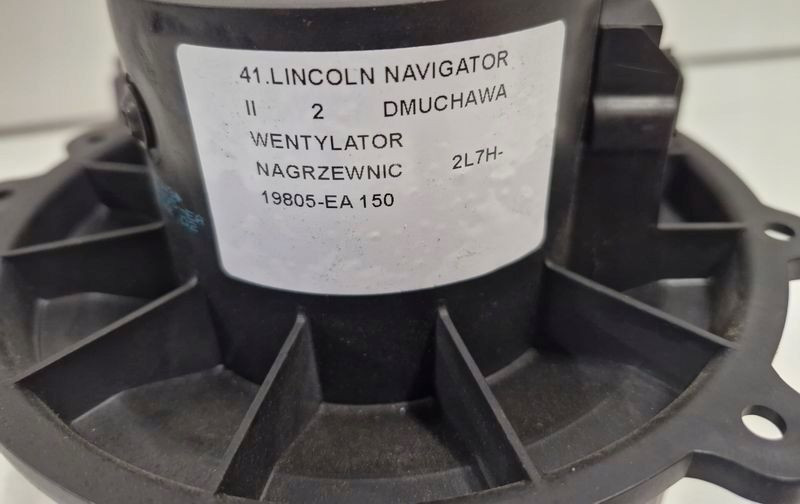 41.LINCOLN NAVIGATOR
II 2 DMUCHAWA
WENTYLATOR
NAGRZEWNIC 2L7H-
19805-EA 150